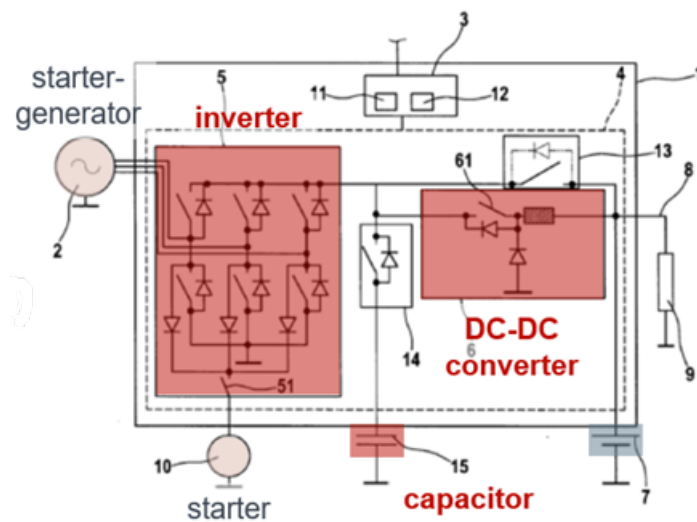 3
1
starter-
generator
5
11
12
4
inverter
13
61
8
2
14
DC-DC
6
converter
9
51
10
15
7
starter
capacitor